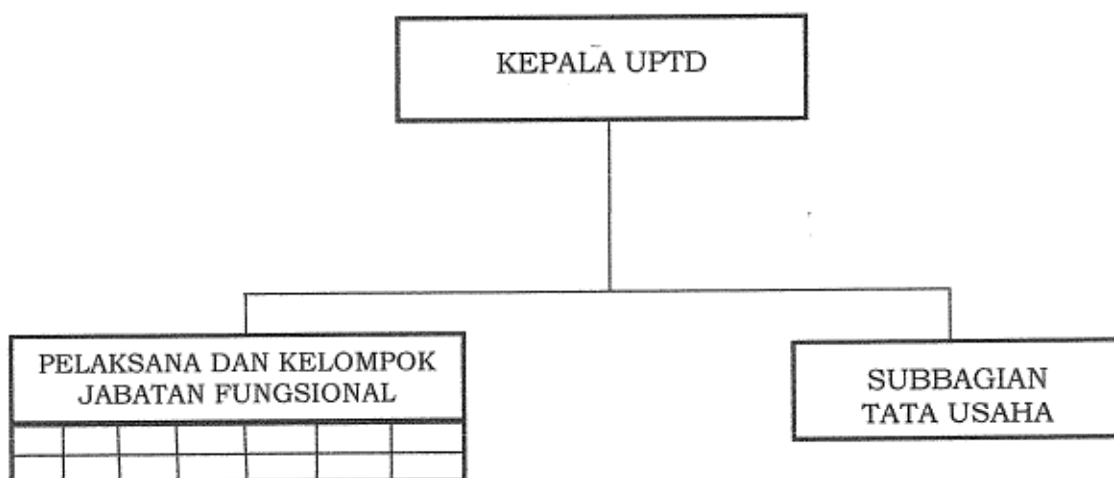 KEPALA UPTD
PELAKSANA DAN KELOMPOK
JABATAN FUNGSIONAL
SUBBAGIAN
TATA USAHA